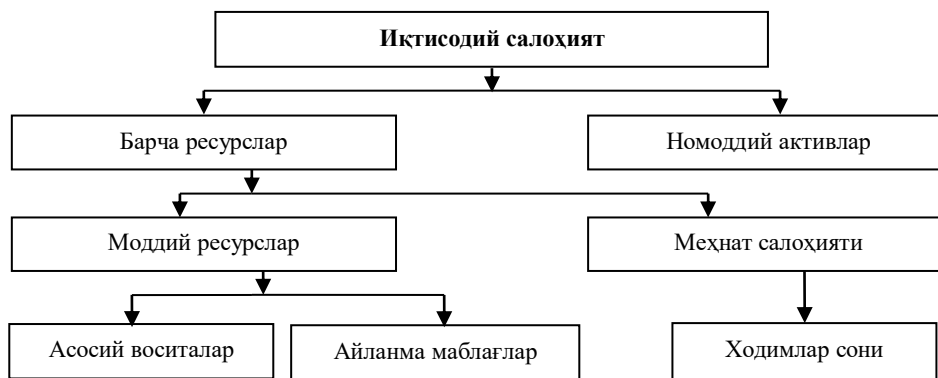 Иқтисодий салоҳият
Барча ресурслар
Номоддий активлар
Моддий ресурслар
Меҳнат салоҳияти
Асосий воситалар
Айланма маблағлар
Ходимлар сони